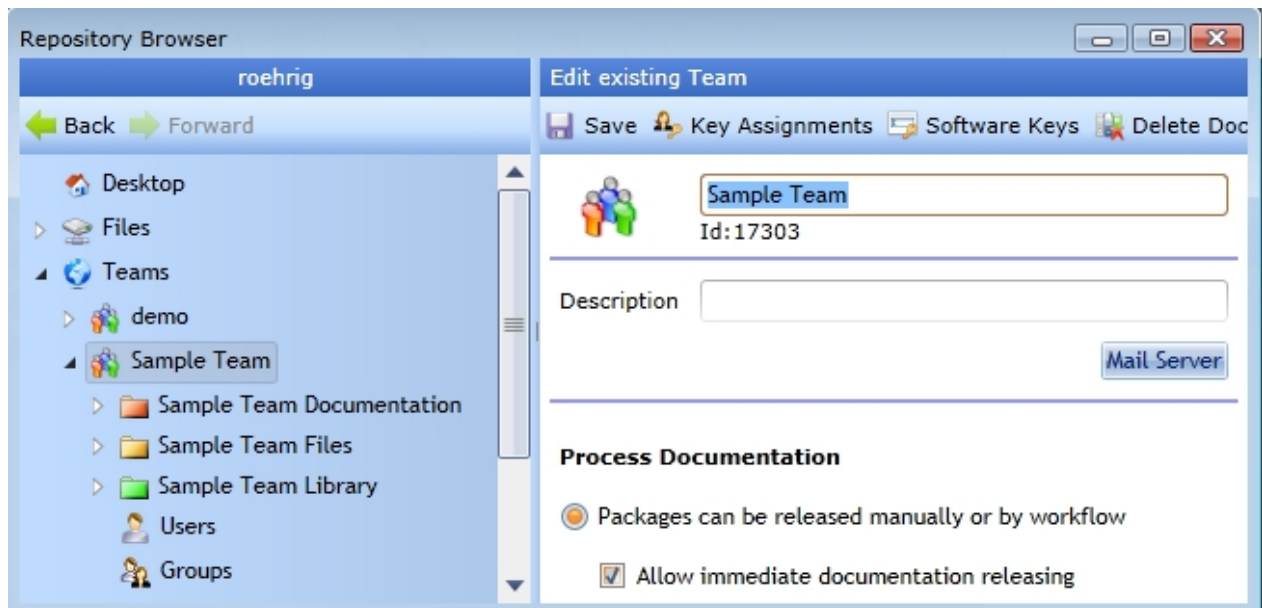 Repository Browser
roehrig
Back Forward
Desktop
Files
Teams
demo
Sample Team
Sample Team Documentation
Sample Team Files
Sample Team Library
Users
Groups
Edit existing Team
Save Key Assignments Software Keys Delete Doc
Sample Team
Id:17303
Description
Mail Server
Process Documentation
Packages can be released manually or by workflow
Allow immediate documentation releasing